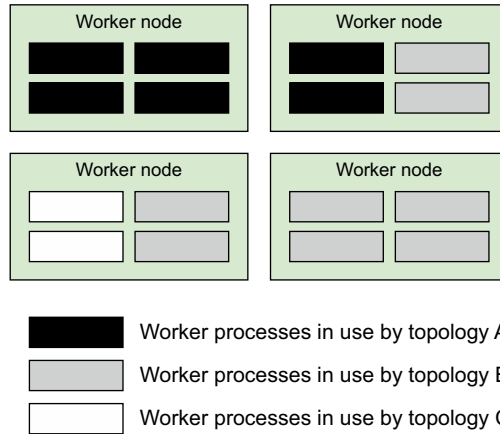 Worker node
Worker node
Worker node
Worker node
Worker processes in use by topology A
Worker processes in use by topology B
Worker processes in use by topology C